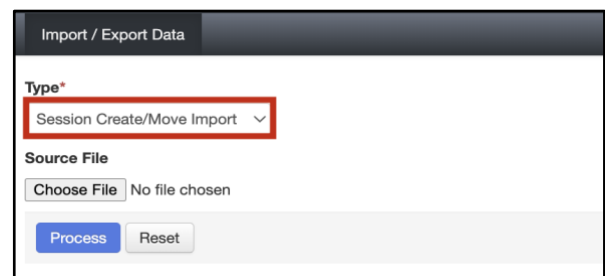 Import / Export Data
Type*
Session Create/Move Import
Source File
Choose File No file chosen
Process Reset